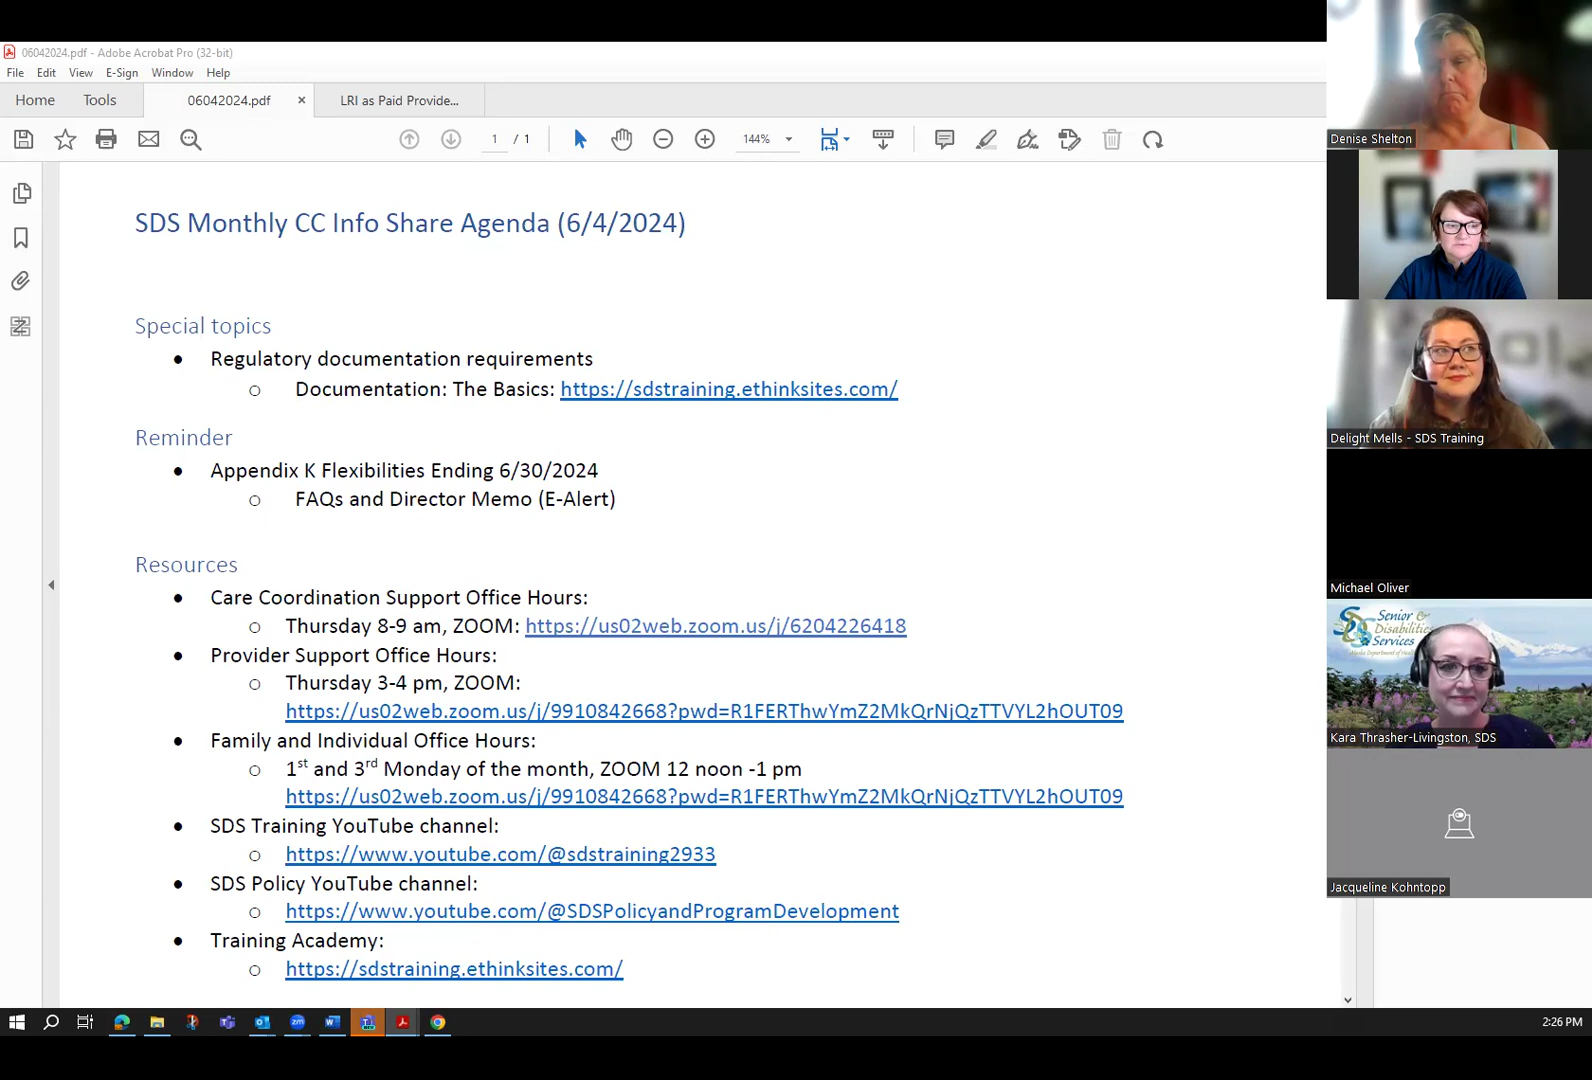 06042024.pdf - Adobe Acrobat Pro (32-bit)
File Edit View E-Sign Window Help
Home Tools 06042024.pdf × LRI as Paid Provide...
1 / 1 144%
SDS Monthly CC Info Share Agenda (6/4/2024)
Special topics
• Regulatory documentation requirements
o Documentation: The Basics: https://sdstraining.ethinksites.com/
Reminder
• Appendix K Flexibilities Ending 6/30/2024
o FAQs and Director Memo (E-Alert)
Resources
• Care Coordination Support Office Hours:
o Thursday 8-9 am, ZOOM: https://us02web.zoom.us/j/6204226418
• Provider Support Office Hours:
o Thursday 3-4 pm, ZOOM:
https://us02web.zoom.us/j/9910842668?pwd=R1FERThwYmZ2MkQrNjQzTTVYL2hOUT09
• Family and Individual Office Hours:
o 1st and 3rd Monday of the month, ZOOM 12 noon -1 pm
https://us02web.zoom.us/j/9910842668?pwd=R1FERThwYmZ2MkQrNjQzTTVYL2hOUT09
• SDS Training YouTube channel:
o https://www.youtube.com/@sdstraining2933
• SDS Policy YouTube channel:
o https://www.youtube.com/@SDSPolicyandProgramDevelopment
• Training Academy:
o https://sdstraining.ethinksites.com/
Denise Shelton
Delight Mells - SDS Training
Michael Oliver
Senior &
Disabilities
Services
Kara Thrasher-Livingston, SDS
Jacqueline Kohntopp
2:26 PM